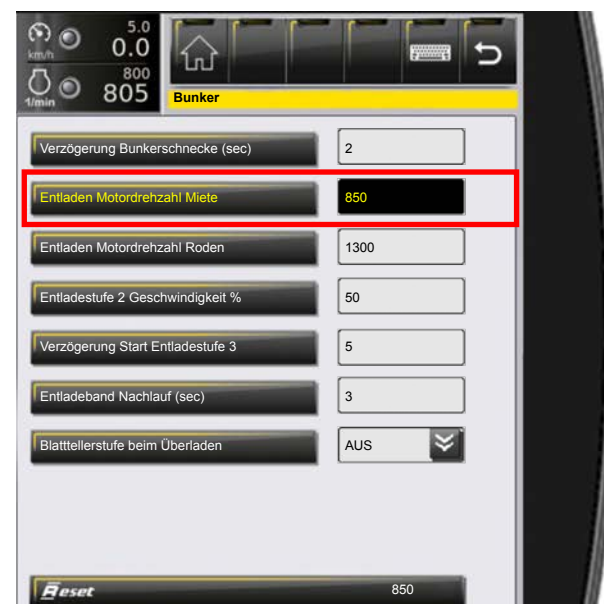 5.0
km/h 0.0
800
1/min 805
Bunker
Verzögerung Bunkerschnecke (sec) 2
Entladen Motordrehzahl Miete 850
Entladen Motordrehzahl Roden 1300
Entladestufe 2 Geschwindigkeit % 50
Verzögerung Start Entladestufe 3 5
Entladeband Nachlauf (sec) 3
Blatttellerstufe beim Überladen AUS
Reset 850